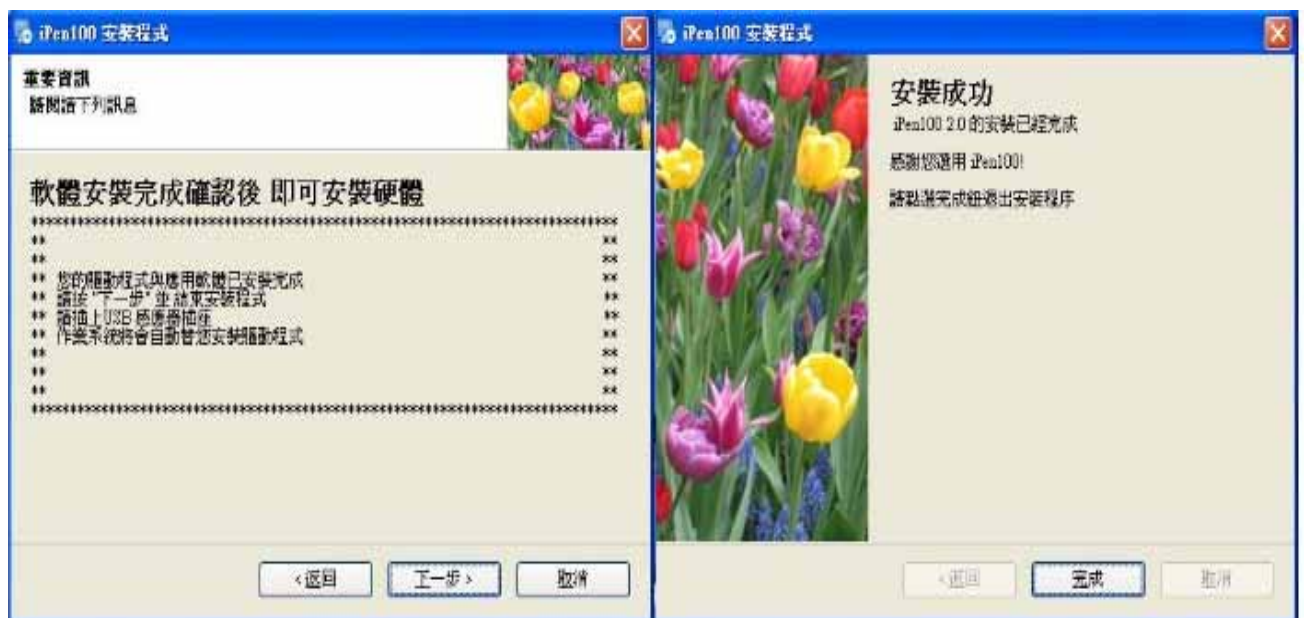 iPen100 安裝程式
重要資訊
請閱讀下列訊息
軟體安裝完成確認後 即可安裝硬體
******************************************************************************
** **
** **
** 您的驅動程式與應用軟體已安裝完成 **
** 請按 "下一步" 並 結束安裝程式 **
** 請插上USB 感應器插座 **
** 作業系統將會自動替您安裝驅動程式 **
** **
** **
** **
******************************************************************************
<返回
下一步>
取消
iPen100 安裝程式
安裝成功
iPen100 2.0 的安裝已經完成
感謝您選用 iPen100!
請點選完成鈕退出安裝程序
<返回
完成
取消